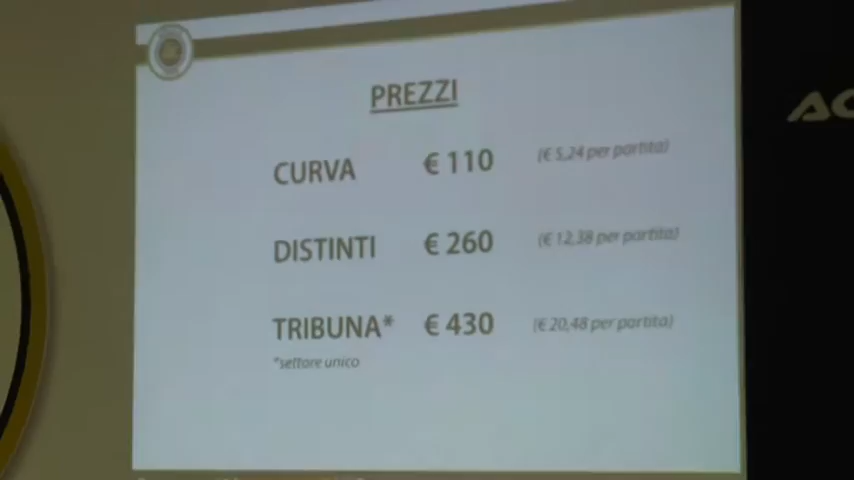 PREZZI
CURVA € 110 (€ 5,24 per partita)
DISTINTI € 260 (€ 12,38 per partita)
TRIBUNA* € 430 (€ 20,48 per partita)
*settore unico
AC